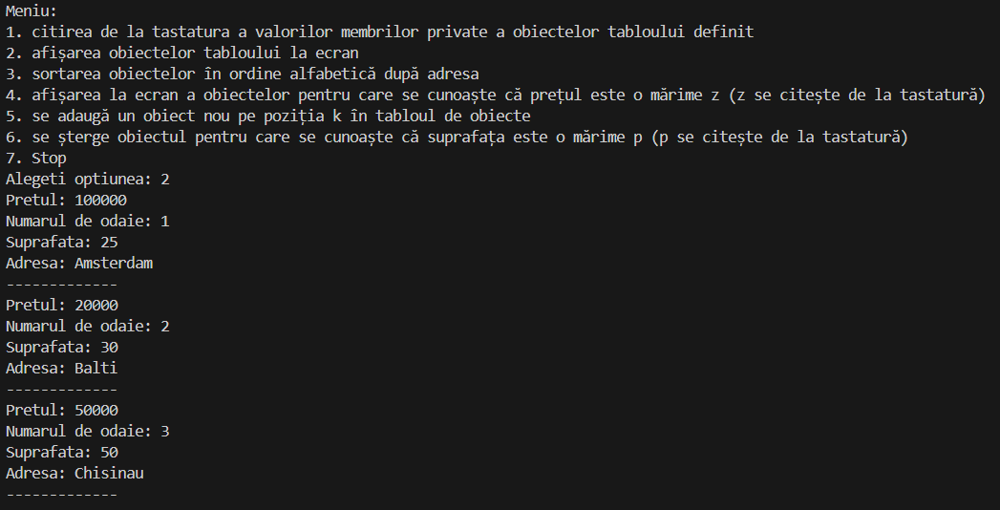 Meniu:
1. citirea de la tastatura a valorilor membrilor private a obiectelor tabloului definit
2. afișarea obiectelor tabloului la ecran
3. sortarea obiectelor în ordine alfabetică după adresa
4. afișarea la ecran a obiectelor pentru care se cunoaște că prețul este o mărime z (z se citește de la tastatură)
5. se adaugă un obiect nou pe poziția k în tabloul de obiecte
6. se șterge obiectul pentru care se cunoaște că suprafața este o mărime p (p se citește de la tastatură)
7. Stop
Alegeti optiunea: 2
Pretul: 100000
Numarul de odaie: 1
Suprafata: 25
Adresa: Amsterdam
-------------
Pretul: 20000
Numarul de odaie: 2
Suprafata: 30
Adresa: Balti
-------------
Pretul: 50000
Numarul de odaie: 3
Suprafata: 50
Adresa: Chisinau
-------------